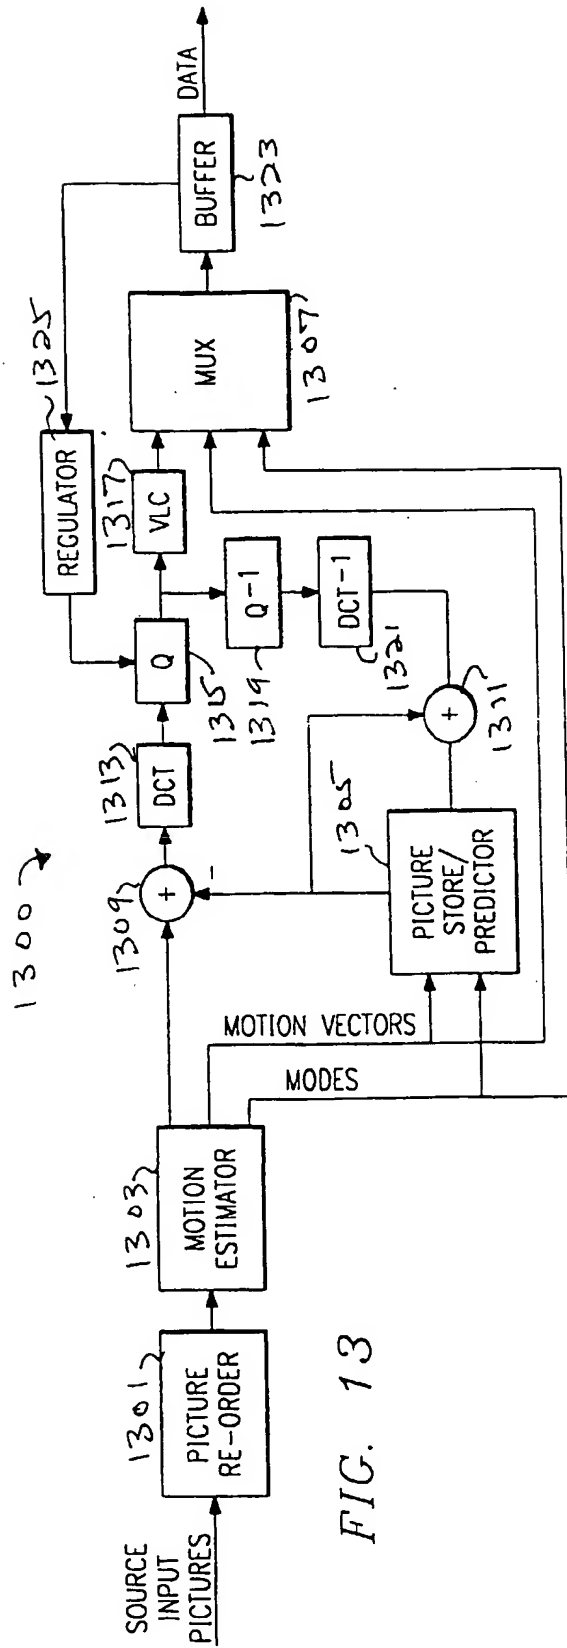 1300
SOURCE
INPUT
PICTURES
1301
PICTURE
RE-ORDER
1303
MOTION
ESTIMATOR
MOTION VECTORS
MODES
1309
+
-
1313
DCT
1315
Q
1325
REGULATOR
1317
VLC
1319
Q-1
1321
DCT-1
1311
+
1305
PICTURE
STORE/
PREDICTOR
MUX
1307
BUFFER
1323
DATA
FIG. 13